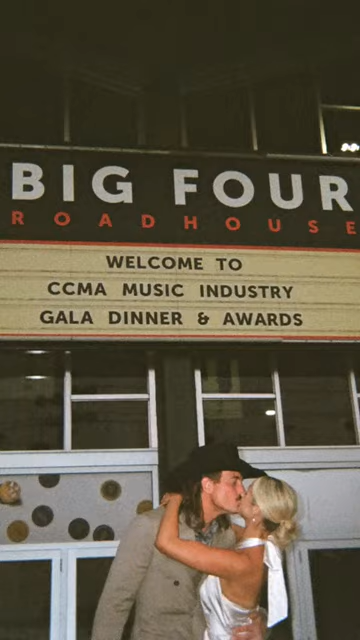 BIG FOUR
ROADHOUSE
WELCOME TO
CCMA MUSIC INDUSTRY
GALA DINNER & AWARDS